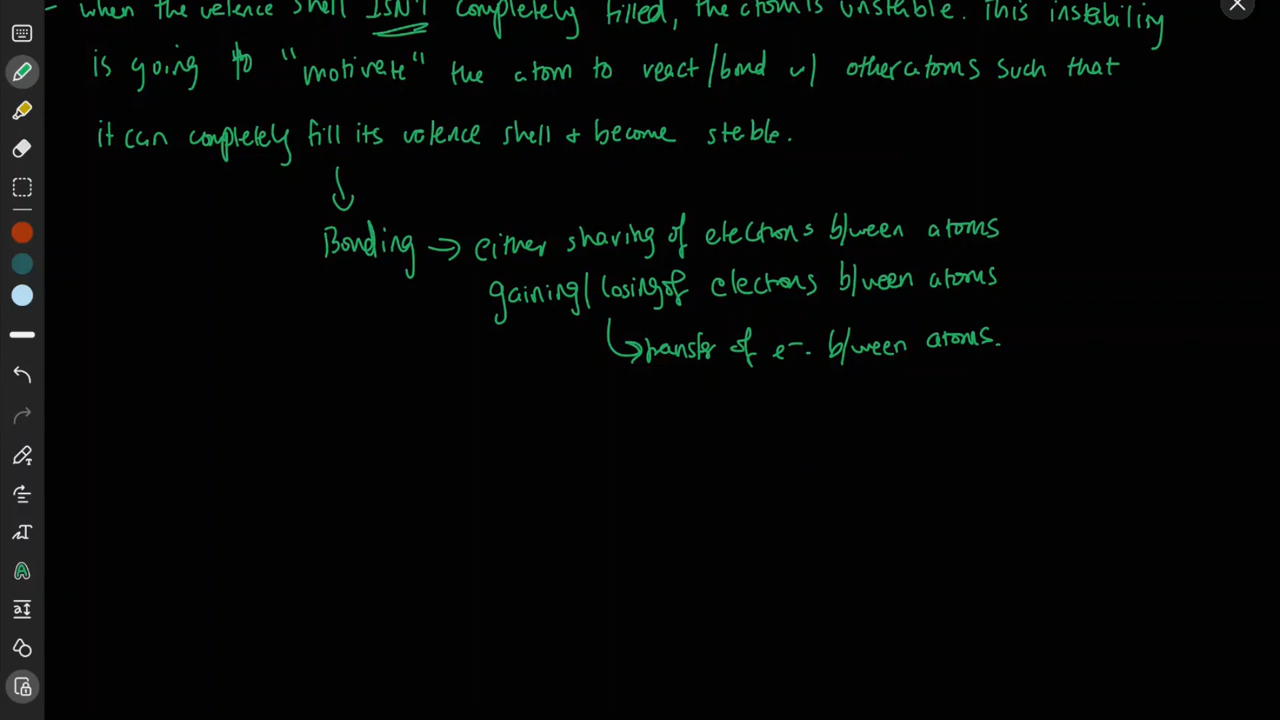 - when the valence shell ISN'T completely filled, the atom is unstable. This instability
is going to "motivate" the atom to react/bond w/ other atoms such that
it can completely fill its valence shell + become stable.
Bonding → either sharing of electrons b/ween atoms
gaining/losing of electrons b/ween atoms
↳ transfer of e-. b/ween atoms.